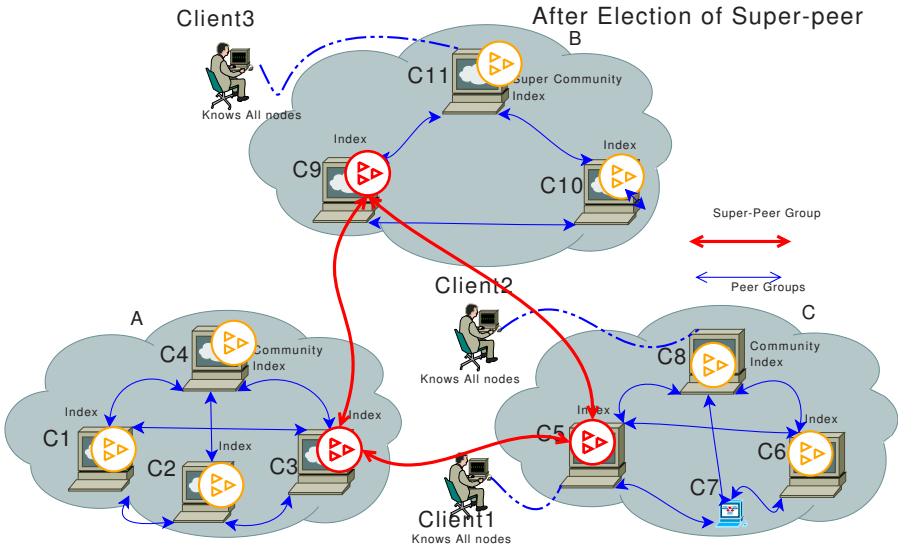 Client3
After Election of Super-peer
B
C11
Super Community
Index
Knows All nodes
Index
C9
Index
C10
Super-Peer Group
Peer Groups
Client2
Knows All nodes
A
C4
Community
Index
Index
C1
Index
C2
Index
C3
C
C8
Community
Index
Index
C5
Index
C6
C7
Client1
Knows All nodes